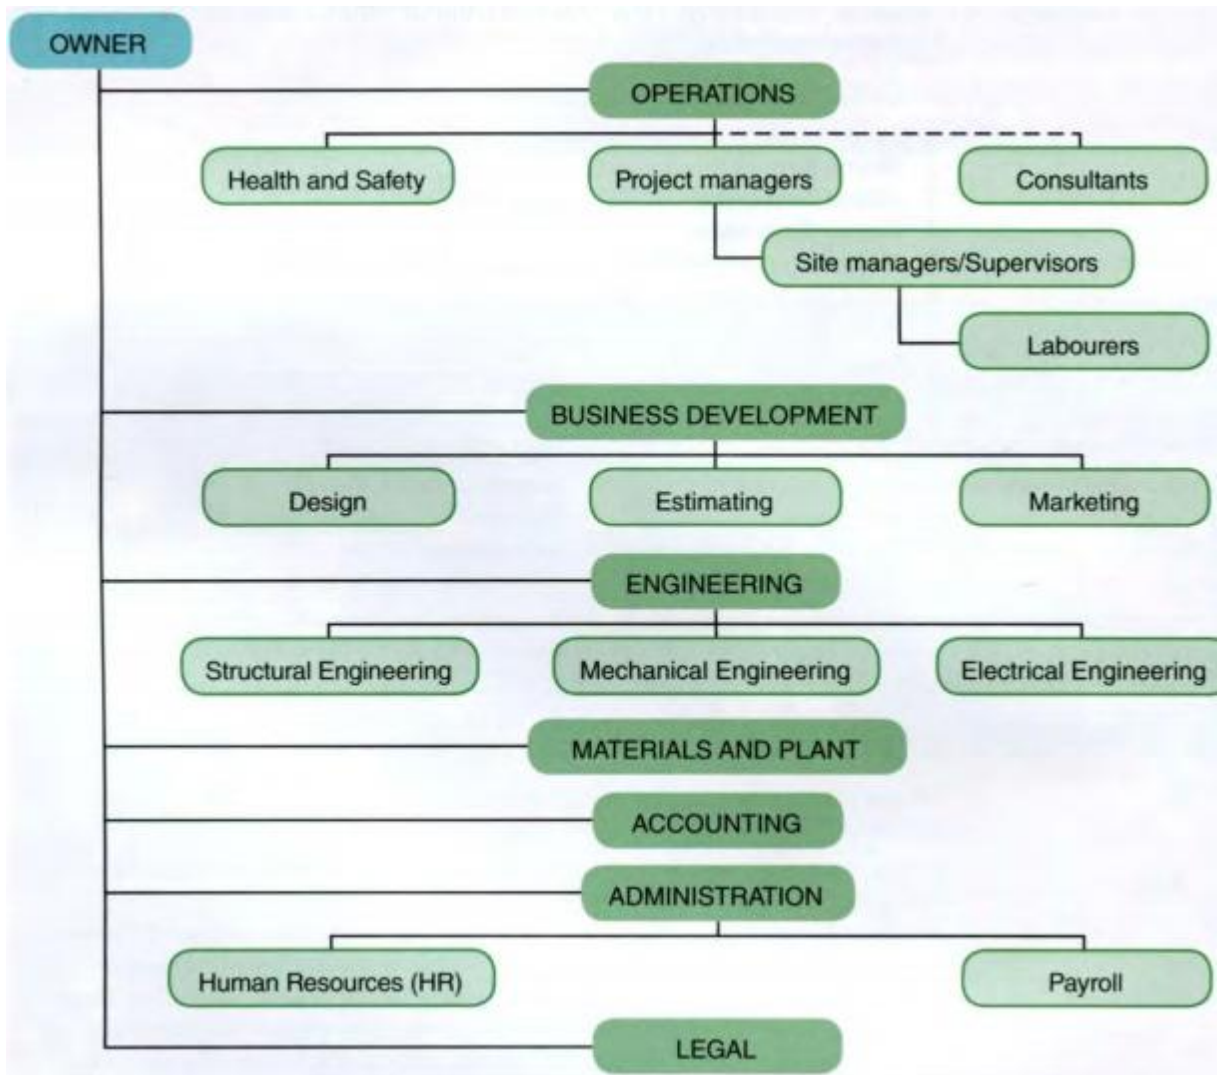 OWNER
OPERATIONS
Health and Safety
Project managers
Consultants
Site managers/Supervisors
Labourers
BUSINESS DEVELOPMENT
Design
Estimating
Marketing
ENGINEERING
Structural Engineering
Mechanical Engineering
Electrical Engineering
MATERIALS AND PLANT
ACCOUNTING
ADMINISTRATION
Human Resources (HR)
Payroll
LEGAL